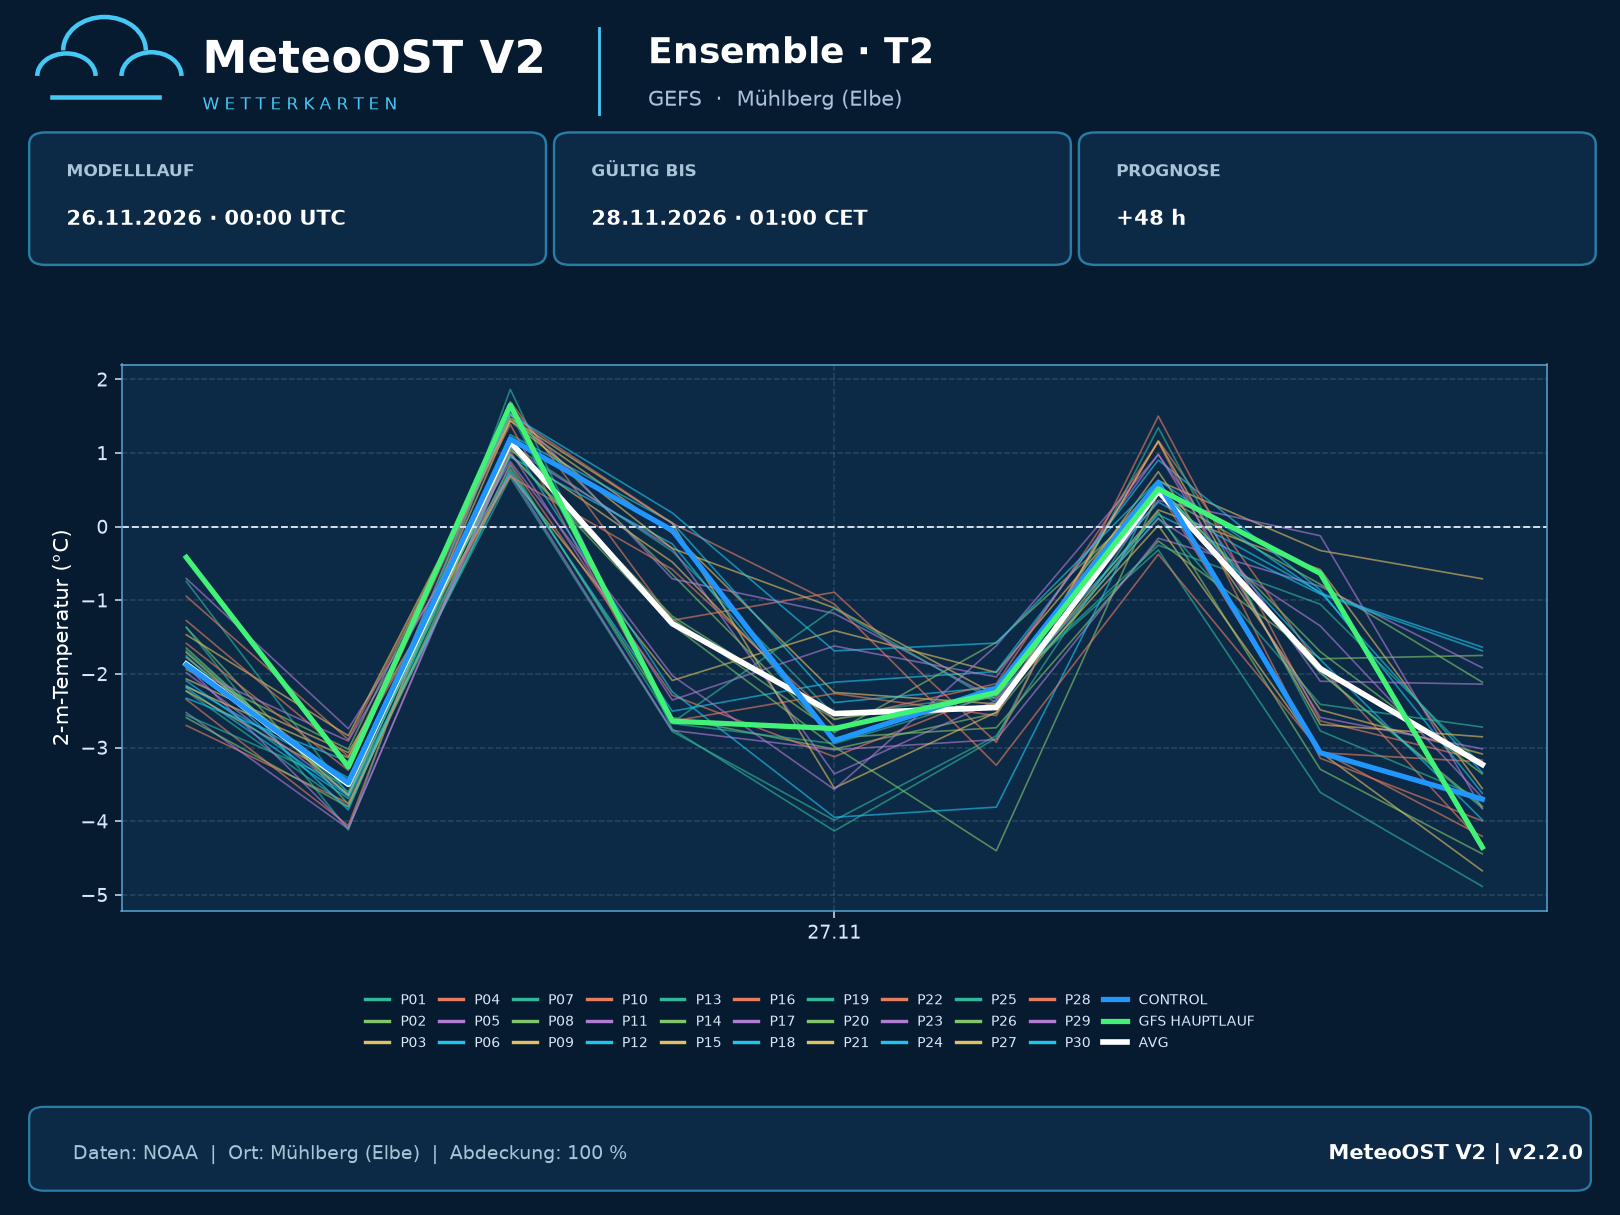 MeteoOST V2
WETTERKARTEN
Ensemble · T2
GEFS · Mühlberg (Elbe)
MODELLLAUF
26.11.2026 · 00:00 UTC
GÜLTIG BIS
28.11.2026 · 01:00 CET
PROGNOSE
+48 h
2-m-Temperatur (°C)
2
1
0
−1
−2
−3
−4
−5
27.11
P01 P04 P07 P10 P13 P16 P19 P22 P25 P28 CONTROL
P02 P05 P08 P11 P14 P17 P20 P23 P26 P29 GFS HAUPTLAUF
P03 P06 P09 P12 P15 P18 P21 P24 P27 P30 AVG
Daten: NOAA | Ort: Mühlberg (Elbe) | Abdeckung: 100 %
MeteoOST V2 | v2.2.0